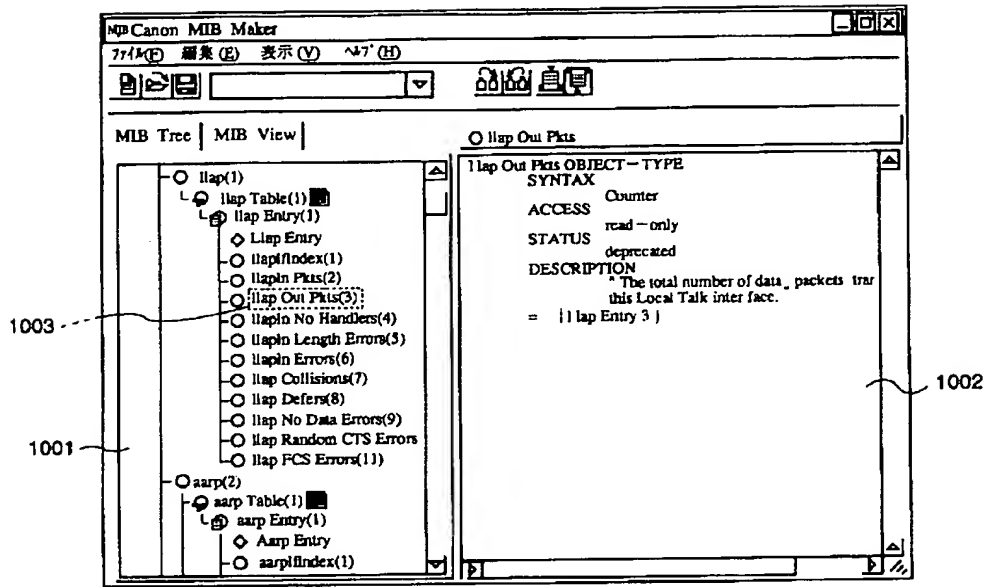 MIB Canon MIB Maker
ファイル(F) 編集(E) 表示(V) ヘルプ(H)
MIB Tree MIB View
llap Out Pkts
llap(1)
llap Table(1)
llap Entry(1)
Llap Entry
llapIfIndex(1)
llapIn Pkts(2)
llap Out Pkts(3)
llapIn No Handlers(4)
llapIn Length Errors(5)
llapIn Errors(6)
llap Collisions(7)
llap Defers(8)
llap No Data Errors(9)
llap Random CTS Errors
llap FCS Errors(11)
aarp(2)
aarp Table(1)
aarp Entry(1)
Aarp Entry
aarpIfIndex(1)
llap Out Pkts OBJECT-TYPE
SYNTAX
Counter
ACCESS
read-only
STATUS
deprecated
DESCRIPTION
" The total number of data packets trar
this Local Talk inter face.
= {llap Entry 3 }
1001
1002
1003